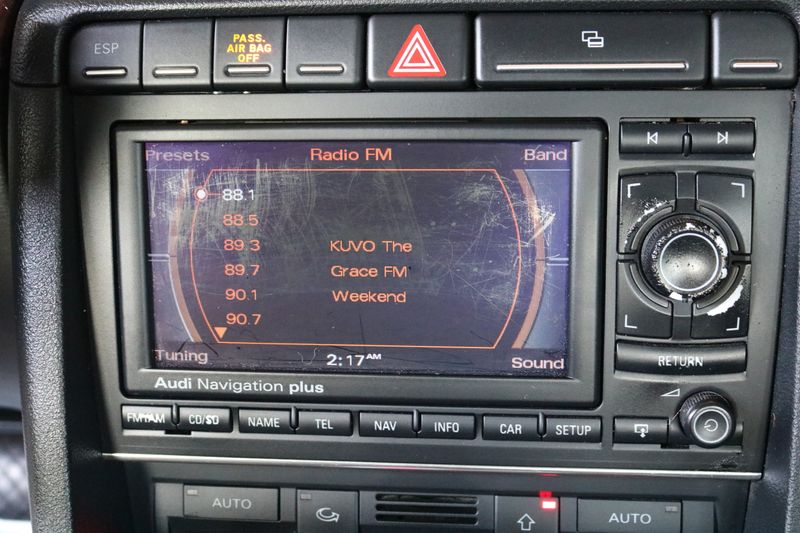 ESP
PASS.
AIR BAG
OFF
Presets
Radio FM
Band
88.1
88.5
89.3 KUVO The
89.7 Grace FM
90.1 Weekend
90.7
Tuning
2:17AM
Sound
Audi Navigation plus
RETURN
FM/AM CD/SD NAME TEL NAV INFO CAR SETUP
AUTO
AUTO